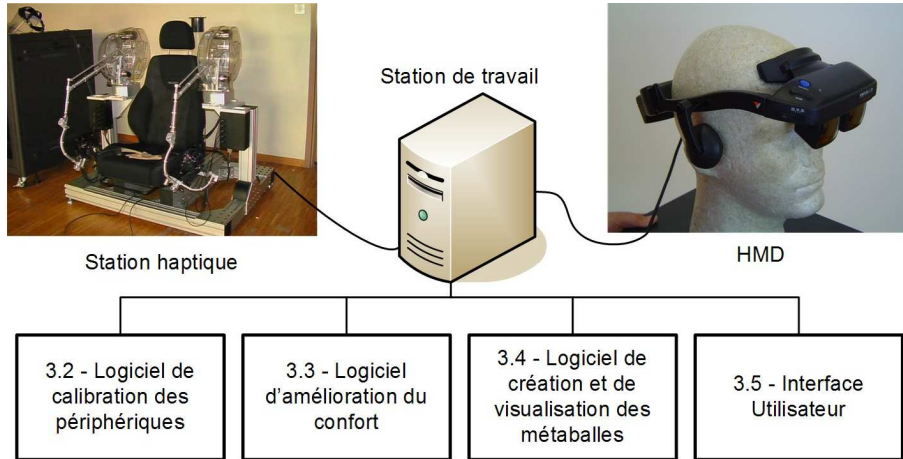 Station de travail
Station haptique
HMD
3.2 - Logiciel de
calibration des
périphériques
3.3 - Logiciel
d'amélioration du
confort
3.4 - Logiciel de
création et de
visualisation des
métaballes
3.5 - Interface
Utilisateur